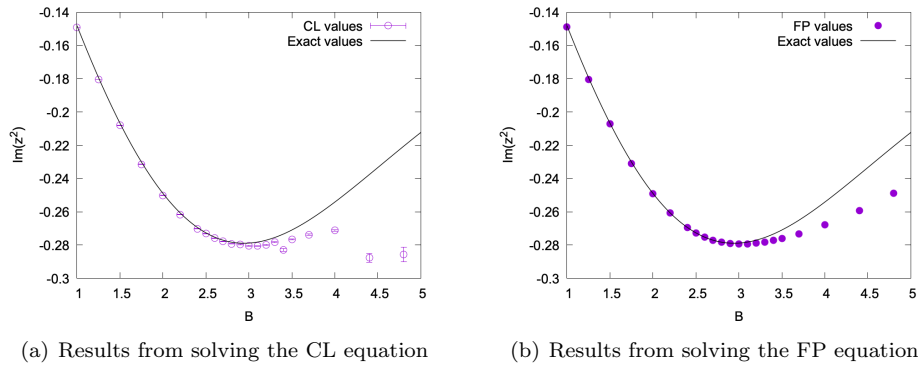 -0.14
-0.16
-0.18
-0.2
-0.22
-0.24
-0.26
-0.28
-0.3
Im(z²)
CL values
Exact values
1 1.5 2 2.5 3 3.5 4 4.5 5
B
(a) Results from solving the CL equation
-0.14
-0.16
-0.18
-0.2
-0.22
-0.24
-0.26
-0.28
-0.3
Im(z²)
FP values
Exact values
1 1.5 2 2.5 3 3.5 4 4.5 5
B
(b) Results from solving the FP equation